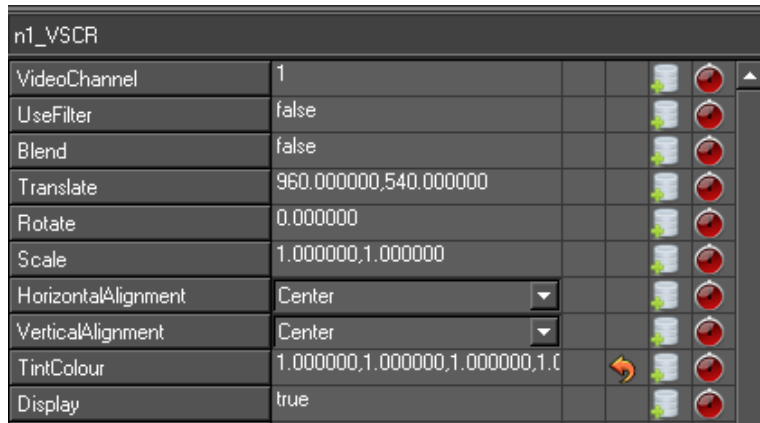 n1_VSCR
VideoChannel 1
UseFilter false
Blend false
Translate 960.000000,540.000000
Rotate 0.000000
Scale 1.000000,1.000000
HorizontalAlignment Center
VerticalAlignment Center
TintColour 1.000000,1.000000,1.000000,1.0
Display true